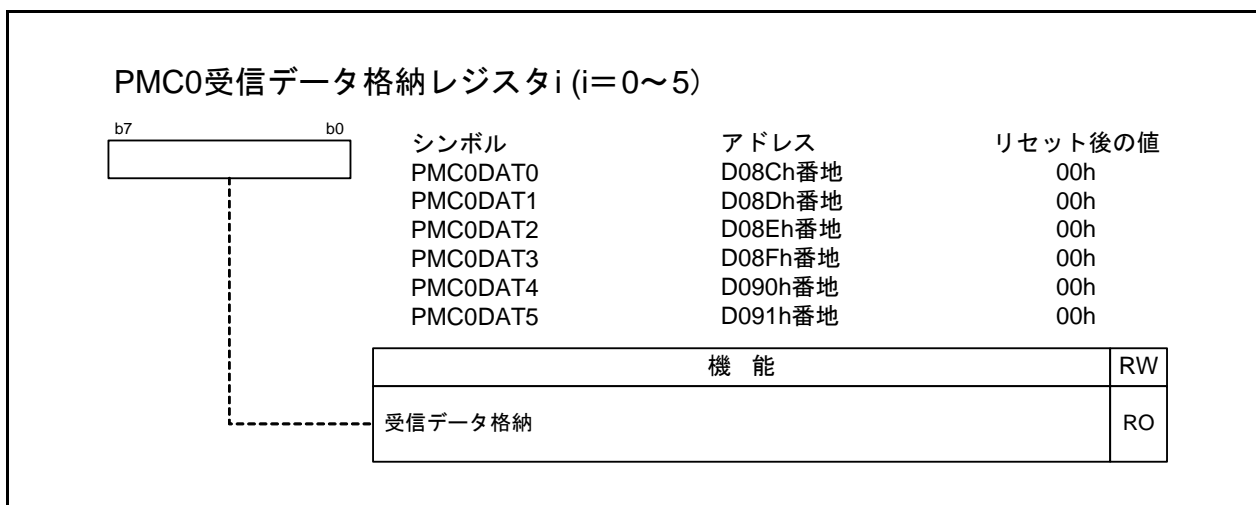 PMC0受信データ格納レジスタi (i＝0～5)
b7 b0
シンボル アドレス リセット後の値
PMC0DAT0 D08Ch番地 00h
PMC0DAT1 D08Dh番地 00h
PMC0DAT2 D08Eh番地 00h
PMC0DAT3 D08Fh番地 00h
PMC0DAT4 D090h番地 00h
PMC0DAT5 D091h番地 00h
機 能 RW
受信データ格納 RO